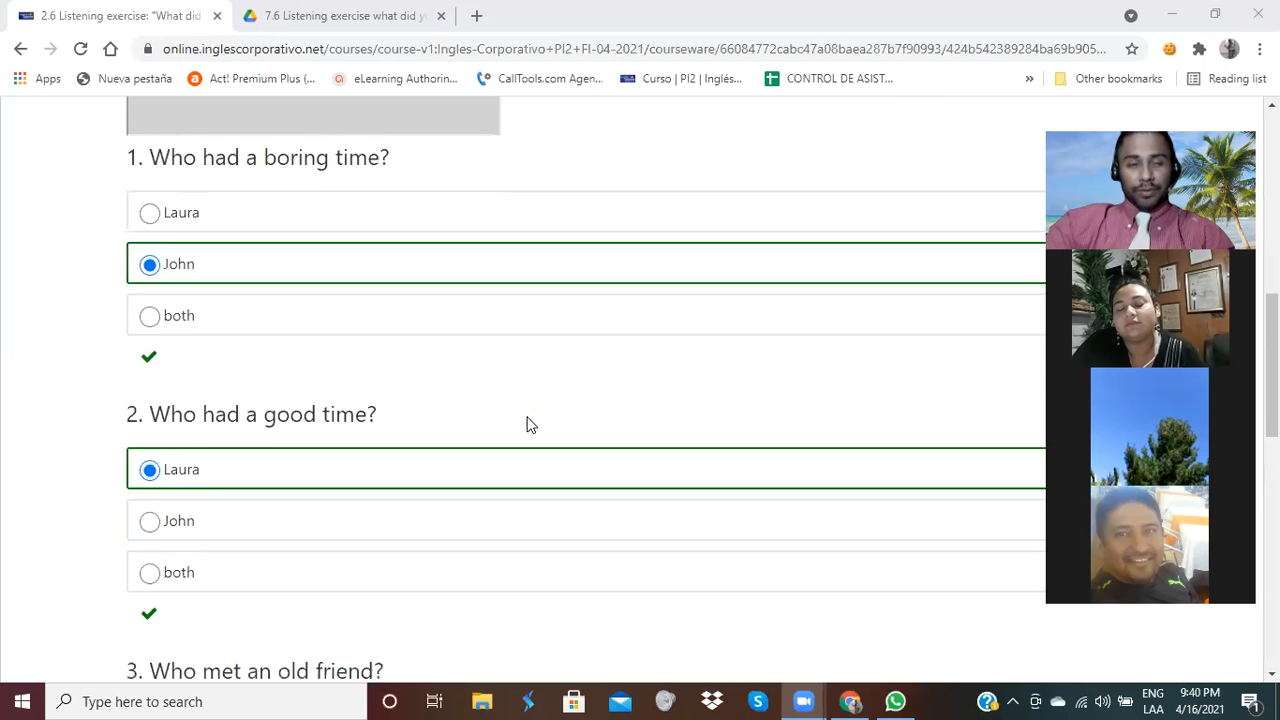 2.6 Listening exercise: "What did
7.6 Listening exercise what did y
online.inglescorporativo.net/courses/course-v1:Ingles-Corporativo+PI2+FI-04-2021/courseware/66084772cabc47a08baea287b7f90993/424b542389284ba69b905...
Apps Nueva pestaña Act! Premium Plus (... eLearning Authorin... CallTools.com Agen... Curso | PI2 | Inglés... CONTROL DE ASIST... » Other bookmarks Reading list
1. Who had a boring time?
Laura
John
both
2. Who had a good time?
Laura
John
both
3. Who met an old friend?
Type here to search
ENG 9:40 PM
LAA 4/16/2021